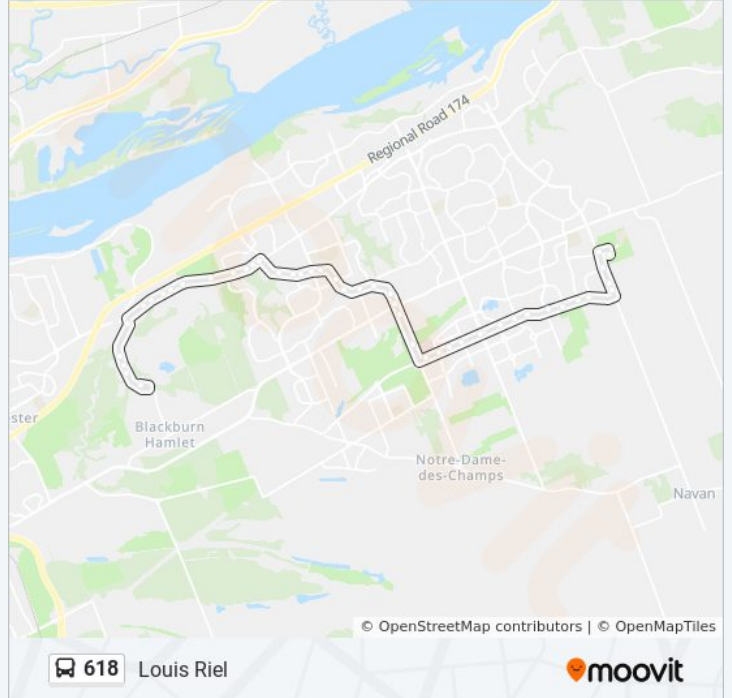 Regional Road 174
ster
Blackburn
Hamlet
Notre-Dame-
des-Champs
Navan
© OpenStreetMap contributors | © OpenMapTiles
618 Louis Riel
moovit